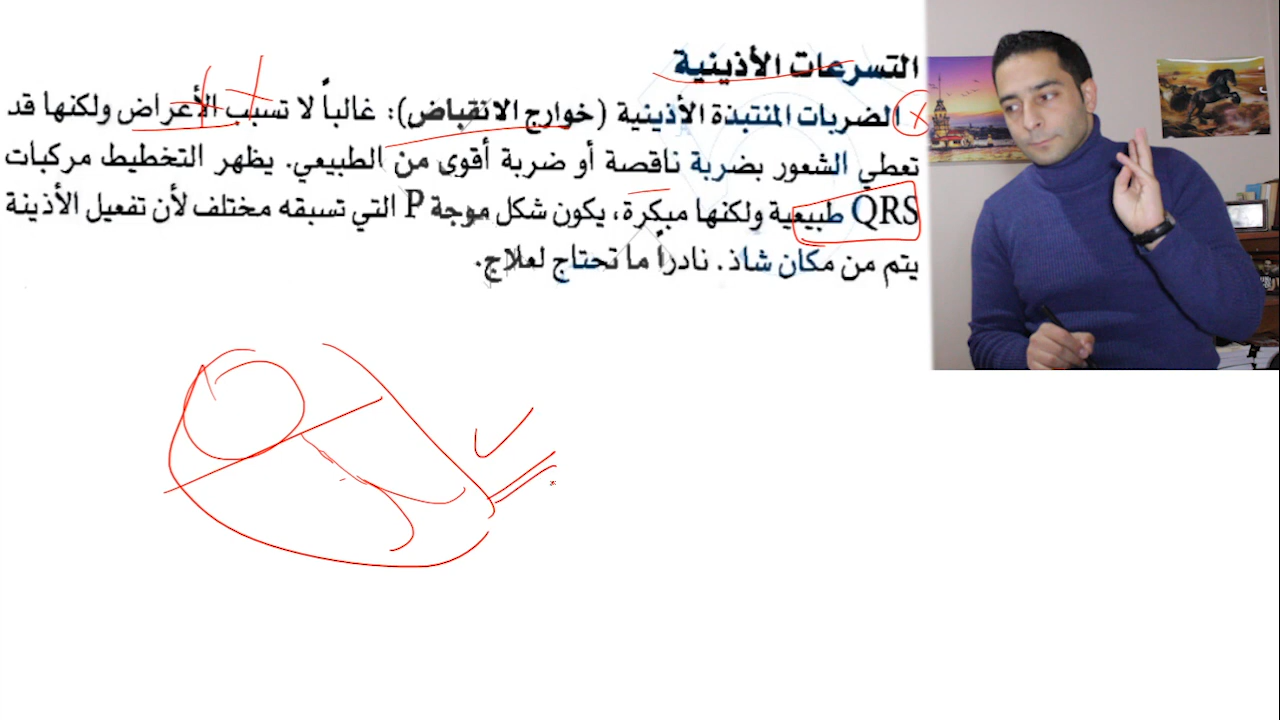 التسرعات الأذينية
الضربات المنتبذة الأذينية (خوارج الانقباض): غالباً لا تسبب الأعراض ولكنها قد
تعطي الشعور بضربة ناقصة أو ضربة أقوى من الطبيعي. يظهر التخطيط مركبات
QRS طبيعية ولكنها مبكرة، يكون شكل موجة P التي تسبقه مختلف لأن تفعيل الأذينة
يتم من مكان شاذ. نادراً ما تحتاج لعلاج.